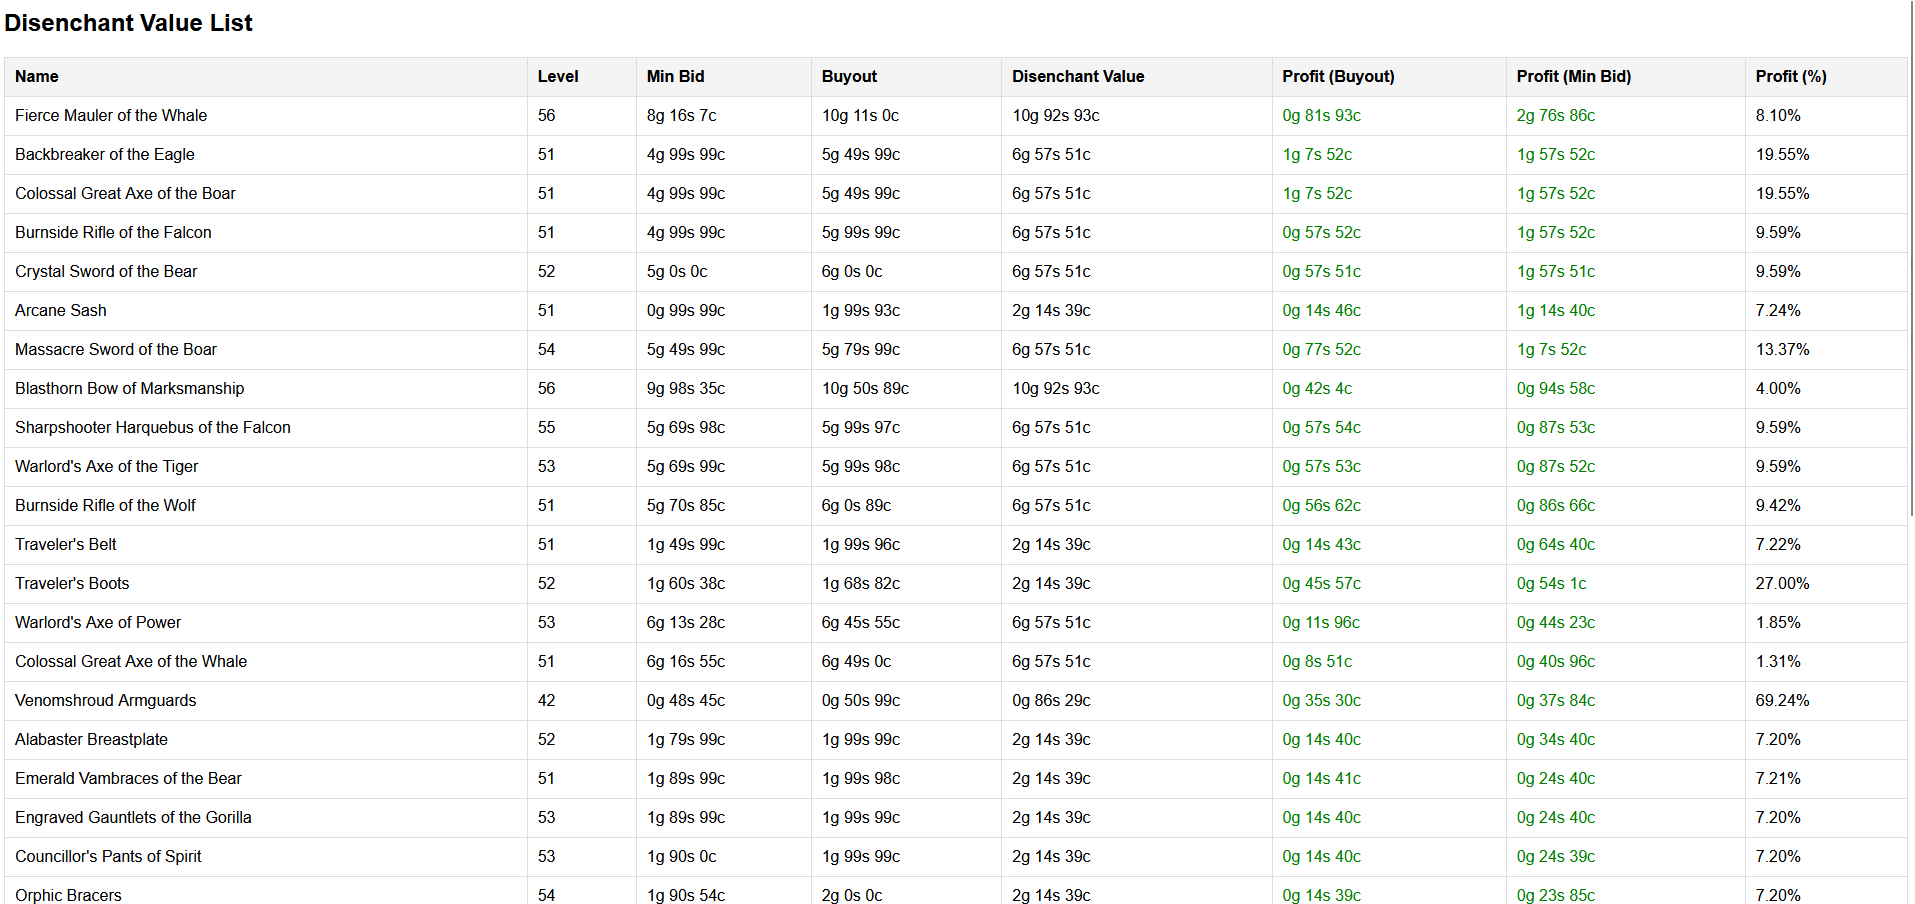 Disenchant Value List
Name Level Min Bid Buyout Disenchant Value Profit (Buyout) Profit (Min Bid) Profit (%)
Fierce Mauler of the Whale 56 8g 16s 7c 10g 11s 0c 10g 92s 93c 0g 81s 93c 2g 76s 86c 8.10%
Backbreaker of the Eagle 51 4g 99s 99c 5g 49s 99c 6g 57s 51c 1g 7s 52c 1g 57s 52c 19.55%
Colossal Great Axe of the Boar 51 4g 99s 99c 5g 49s 99c 6g 57s 51c 1g 7s 52c 1g 57s 52c 19.55%
Burnside Rifle of the Falcon 51 4g 99s 99c 5g 99s 99c 6g 57s 51c 0g 57s 52c 1g 57s 52c 9.59%
Crystal Sword of the Bear 52 5g 0s 0c 6g 0s 0c 6g 57s 51c 0g 57s 51c 1g 57s 51c 9.59%
Arcane Sash 51 0g 99s 99c 1g 99s 93c 2g 14s 39c 0g 14s 46c 1g 14s 40c 7.24%
Massacre Sword of the Boar 54 5g 49s 99c 5g 79s 99c 6g 57s 51c 0g 77s 52c 1g 7s 52c 13.37%
Blasthorn Bow of Marksmanship 56 9g 98s 35c 10g 50s 89c 10g 92s 93c 0g 42s 4c 0g 94s 58c 4.00%
Sharpshooter Harquebus of the Falcon 55 5g 69s 98c 5g 99s 97c 6g 57s 51c 0g 57s 54c 0g 87s 53c 9.59%
Warlord's Axe of the Tiger 53 5g 69s 99c 5g 99s 98c 6g 57s 51c 0g 57s 53c 0g 87s 52c 9.59%
Burnside Rifle of the Wolf 51 5g 70s 85c 6g 0s 89c 6g 57s 51c 0g 56s 62c 0g 86s 66c 9.42%
Traveler's Belt 51 1g 49s 99c 1g 99s 96c 2g 14s 39c 0g 14s 43c 0g 64s 40c 7.22%
Traveler's Boots 52 1g 60s 38c 1g 68s 82c 2g 14s 39c 0g 45s 57c 0g 54s 1c 27.00%
Warlord's Axe of Power 53 6g 13s 28c 6g 45s 55c 6g 57s 51c 0g 11s 96c 0g 44s 23c 1.85%
Colossal Great Axe of the Whale 51 6g 16s 55c 6g 49s 0c 6g 57s 51c 0g 8s 51c 0g 40s 96c 1.31%
Venomshroud Armguards 42 0g 48s 45c 0g 50s 99c 0g 86s 29c 0g 35s 30c 0g 37s 84c 69.24%
Alabaster Breastplate 52 1g 79s 99c 1g 99s 99c 2g 14s 39c 0g 14s 40c 0g 34s 40c 7.20%
Emerald Vambraces of the Bear 51 1g 89s 99c 1g 99s 98c 2g 14s 39c 0g 14s 41c 0g 24s 40c 7.21%
Engraved Gauntlets of the Gorilla 53 1g 89s 99c 1g 99s 99c 2g 14s 39c 0g 14s 40c 0g 24s 40c 7.20%
Councillor's Pants of Spirit 53 1g 90s 0c 1g 99s 99c 2g 14s 39c 0g 14s 40c 0g 24s 39c 7.20%
Orphic Bracers 54 1g 90s 54c 2g 0s 0c 2g 14s 39c 0g 14s 39c 0g 23s 85c 7.20%